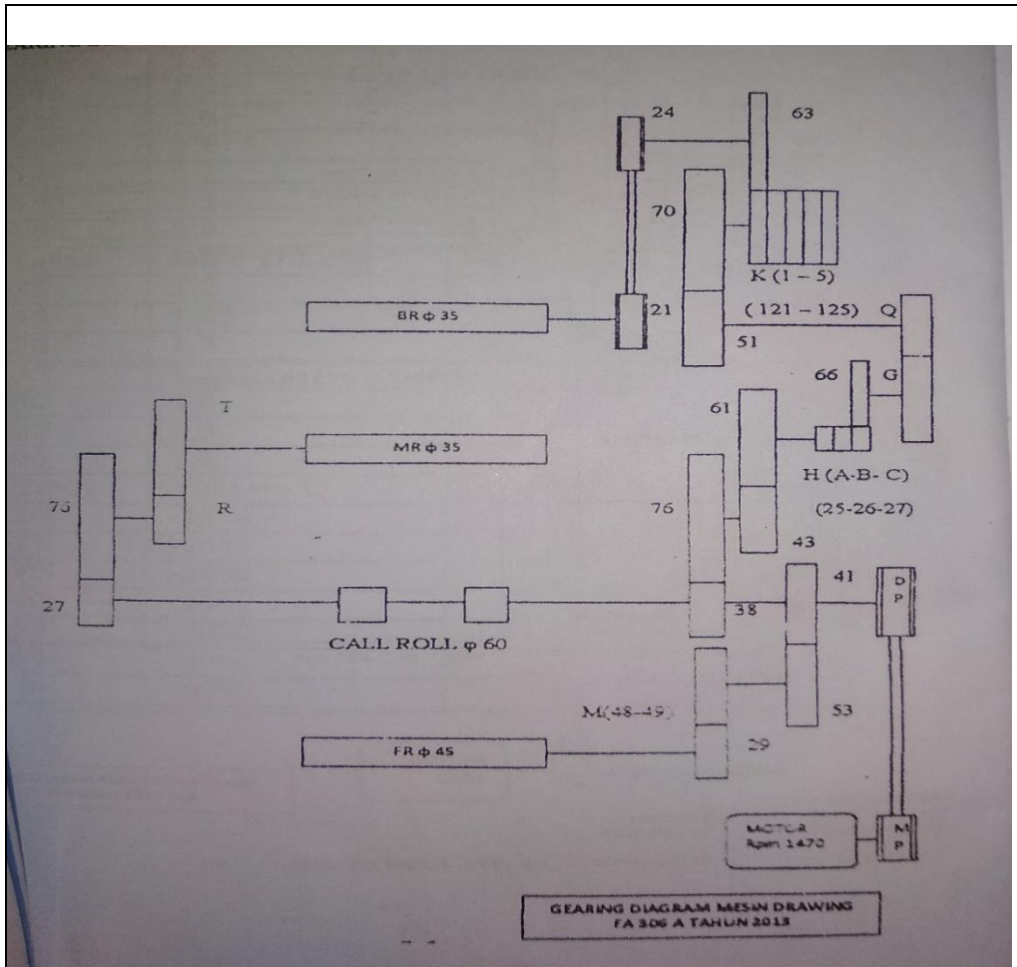 24
63
70
K (1 – 5)
BR ф 35
21
(121 – 125)
Q
51
66
G
61
T
MR ф 35
H (A-B- C)
R
76
(25-26-27)
43
41
D
P
27
38
CALL ROLL φ 60
M(48-49)
53
FR ф 45
29
MOTOR
Rpm 1470
M
P
GEARING DIAGRAM MESIN DRAWING
FA 306 A TAHUN 2013